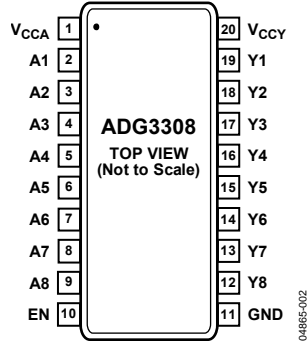 VCCA 1 20 VCCY
A1 2 19 Y1
A2 3 18 Y2
A3 4 17 Y3
A4 5 16 Y4
A5 6 15 Y5
A6 7 14 Y6
A7 8 13 Y7
A8 9 12 Y8
EN 10 11 GND
ADG3308
TOP VIEW
(Not to Scale)
04865-002